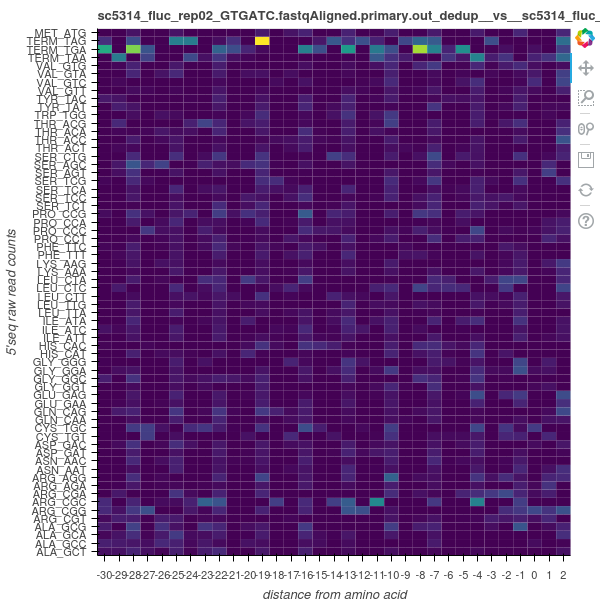 sc5314_fluc_rep02_GTGATC.fastqAligned.primary.out_dedup__vs__sc5314_fluc_
MET_ATG
TERM_TAG
TERM_TGA
TERM_TAA
VAL_GTG
VAL_GTA
VAL_GTC
VAL_GTT
TYR_TAC
TYR_TAT
TRP_TGG
THR_ACG
THR_ACA
THR_ACC
THR_ACT
SER_CTG
SER_AGC
SER_AGT
SER_TCG
SER_TCA
SER_TCC
SER_TCT
PRO_CCG
PRO_CCA
PRO_CCC
PRO_CCT
PHE_TTC
PHE_TTT
LYS_AAG
LYS_AAA
LEU_CTA
LEU_CTC
LEU_CTT
LEU_TTG
LEU_TTA
ILE_ATA
ILE_ATC
ILE_ATT
HIS_CAC
HIS_CAT
GLY_GGG
GLY_GGA
GLY_GGC
GLY_GGT
GLU_GAG
GLU_GAA
GLN_CAG
GLN_CAA
CYS_TGC
CYS_TGT
ASP_GAC
ASP_GAT
ASN_AAC
ASN_AAT
ARG_AGG
ARG_AGA
ARG_CGA
ARG_CGC
ARG_CGG
ARG_CGT
ALA_GCG
ALA_GCA
ALA_GCC
ALA_GCT
5'seq raw read counts
-30 -29 -28 -27 -26 -25 -24 -23 -22 -21 -20 -19 -18 -17 -16 -15 -14 -13 -12 -11 -10 -9 -8 -7 -6 -5 -4 -3 -2 -1 0 1 2
distance from amino acid